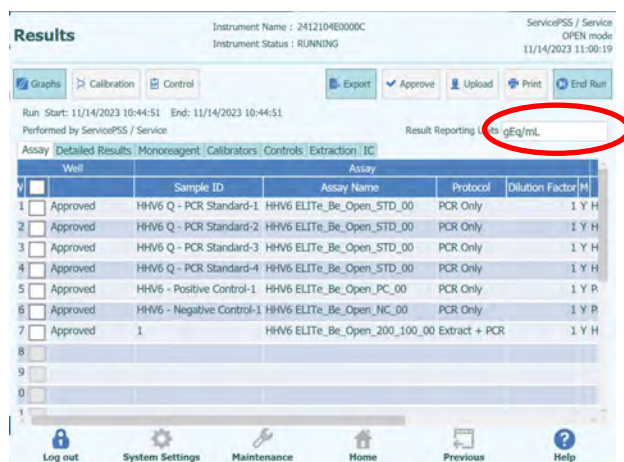 Results
Instrument Name : 2412104E0000C
Instrument Status : RUNNING
ServicePSS / Service
OPEN mode
11/14/2023 11:00:19
Graphs Calibration Control Export Approve Upload Print End Run
Run Start: 11/14/2023 10:44:51 End: 11/14/2023 10:44:51
Performed by ServicePSS / Service Result Reporting Units gEq/mL
Assay Detailed Results Monoreagent Calibrators Controls Extraction IC
Well Assay
Sample ID Assay Name Protocol Dilution Factor M
1 Approved HHV6 Q - PCR Standard-1 HHV6 ELITe_Be_Open_STD_00 PCR Only 1 Y H
2 Approved HHV6 Q - PCR Standard-2 HHV6 ELITe_Be_Open_STD_00 PCR Only 1 Y H
3 Approved HHV6 Q - PCR Standard-3 HHV6 ELITe_Be_Open_STD_00 PCR Only 1 Y H
4 Approved HHV6 Q - PCR Standard-4 HHV6 ELITe_Be_Open_STD_00 PCR Only 1 Y H
5 Approved HHV6 - Positive Control-1 HHV6 ELITe_Be_Open_PC_00 PCR Only 1 Y P
6 Approved HHV6 - Negative Control-1 HHV6 ELITe_Be_Open_NC_00 PCR Only 1 Y P
7 Approved 1 HHV6 ELITe_Be_Open_200_100_00 Extract + PCR 1 Y H
8
9
0
1
Log out System Settings Maintenance Home Previous Help